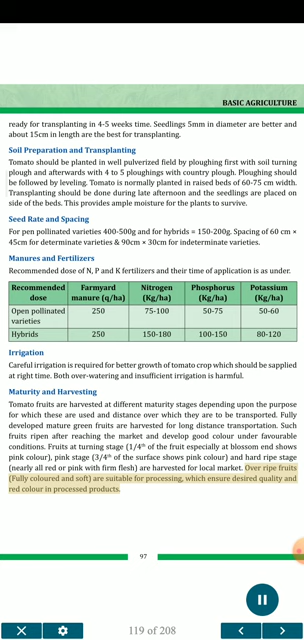 BASIC AGRICULTURE
ready for transplanting in 4-5 weeks time. Seedlings 5mm in diameter are better and
about 15cm in length are the best for transplanting.
Soil Preparation and Transplanting
Tomato should be planted in well pulverized field by ploughing first with soil turning
plough and afterwards with 4 to 5 ploughings with country plough. Ploughing should
be followed by leveling. Tomato is normally planted in raised beds of 60-75 cm width.
Transplanting should be done during late afternoon and the seedlings are placed on
side of the beds. This provides ample moisture for the plants to survive.
Seed Rate and Spacing
For pen pollinated varieties 400-500g and for hybrids = 150-200g. Spacing of 60 cm ×
45cm for determinate varieties & 90cm × 30cm for indeterminate varieties.
Manures and Fertilizers
Recommended dose of N, P and K fertilizers and their time of application is as under.
Recommended dose Farmyard manure (q/ha) Nitrogen (Kg/ha) Phosphorus (Kg/ha) Potassium (Kg/ha)
Open pollinated varieties 250 75-100 50-75 50-60
Hybrids 250 150-180 100-150 80-120
Irrigation
Careful irrigation is required for better growth of tomato crop which should be sapplied
at right time. Both over-watering and insufficient irrigation is harmful.
Maturity and Harvesting
Tomato fruits are harvested at different maturity stages depending upon the purpose
for which these are used and distance over which they are to be transported. Fully
developed mature green fruits are harvested for long distance transportation. Such
fruits ripen after reaching the market and develop good colour under favourable
conditions. Fruits at turning stage (1/4th of the fruit especially at blossom end shows
pink colour), pink stage (3/4th of the surface shows pink colour) and hard ripe stage
(nearly all red or pink with firm flesh) are harvested for local market. Over ripe fruits
(Fully coloured and soft) are suitable for processing, which ensure desired quality and
red colour in processed products.
97
119 of 208